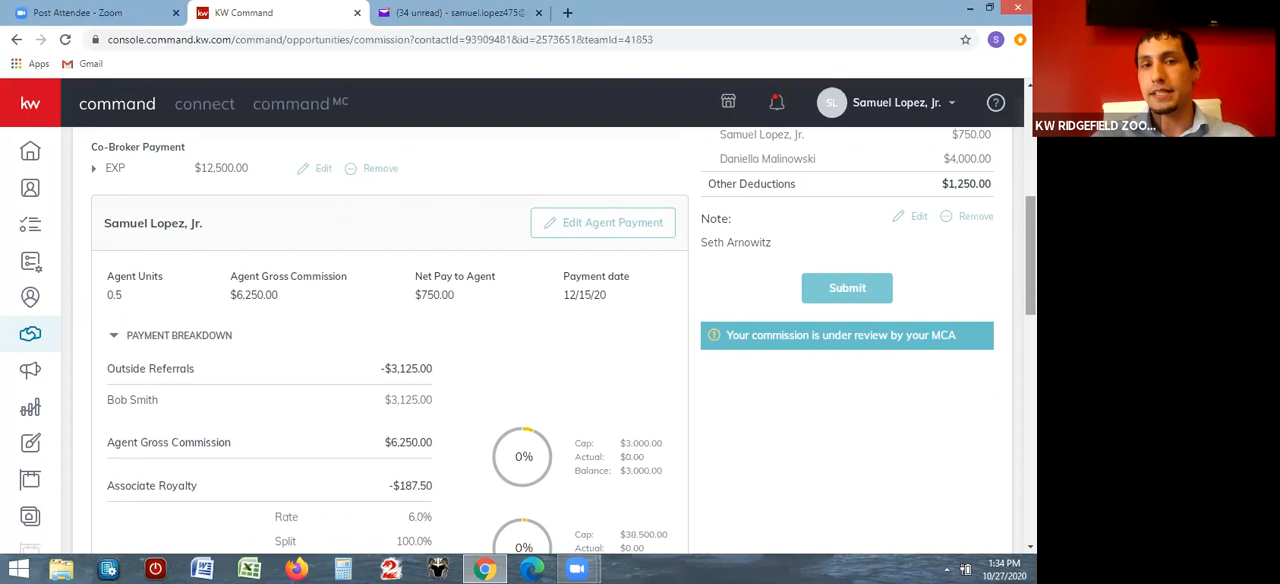 Post Attendee - Zoom
KW Command
(34 unread) - samuel.lopez475@
console.command.kw.com/command/opportunities/commission?contactId=93909481&id=2573651&teamId=41853
S
Apps
Gmail
kw
command
connect
command MC
SL
Samuel Lopez, Jr.
KW RIDGEFIELD ZOO...
Co-Broker Payment
EXP
$12,500.00
Edit
Remove
Samuel Lopez, Jr.
$750.00
Daniella Malinowski
$4,000.00
Other Deductions
$1,250.00
Note:
Edit
Remove
Seth Arnowitz
Submit
Your commission is under review by your MCA
Samuel Lopez, Jr.
Edit Agent Payment
Agent Units
Agent Gross Commission
Net Pay to Agent
Payment date
0.5
$6,250.00
$750.00
12/15/20
PAYMENT BREAKDOWN
Outside Referrals
-$3,125.00
Bob Smith
$3,125.00
Agent Gross Commission
$6,250.00
Associate Royalty
-$187.50
Rate
6.0%
Split
100.0%
0%
Cap: $3,000.00
Actual: $0.00
Balance: $3,000.00
0%
Cap: $38,500.00
Actual: $0.00
1:34 PM
10/27/2020